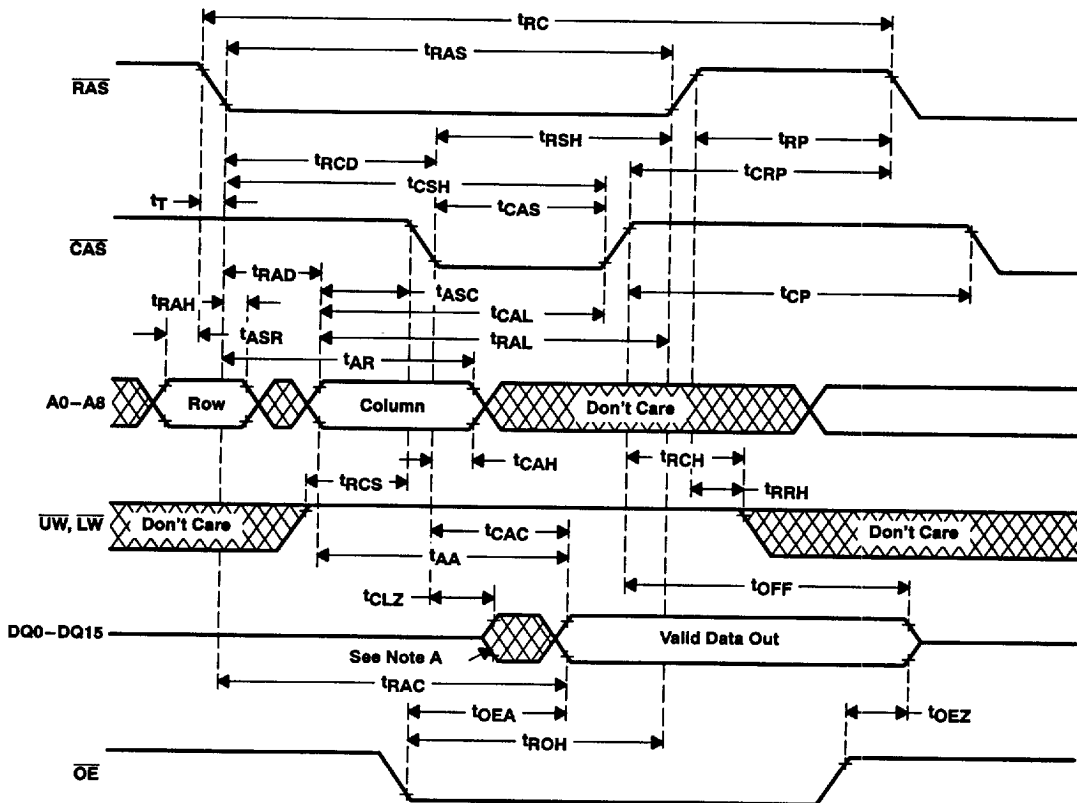 tRC
tRAS
RAS
tRSH
tRP
tRCD
tCRP
tCSH
tT
tCAS
CAS
tRAD
tRAH
tASC
tCP
tCAL
tASR
tRAL
tAR
A0–A8
Row
Column
Don't Care
tCAH
tRCH
tRCS
tRRH
UW, LW
Don't Care
Don't Care
tCAC
tAA
tOFF
tCLZ
DQ0–DQ15
Valid Data Out
See Note A
tRAC
tOEA
tOEZ
tROH
OE